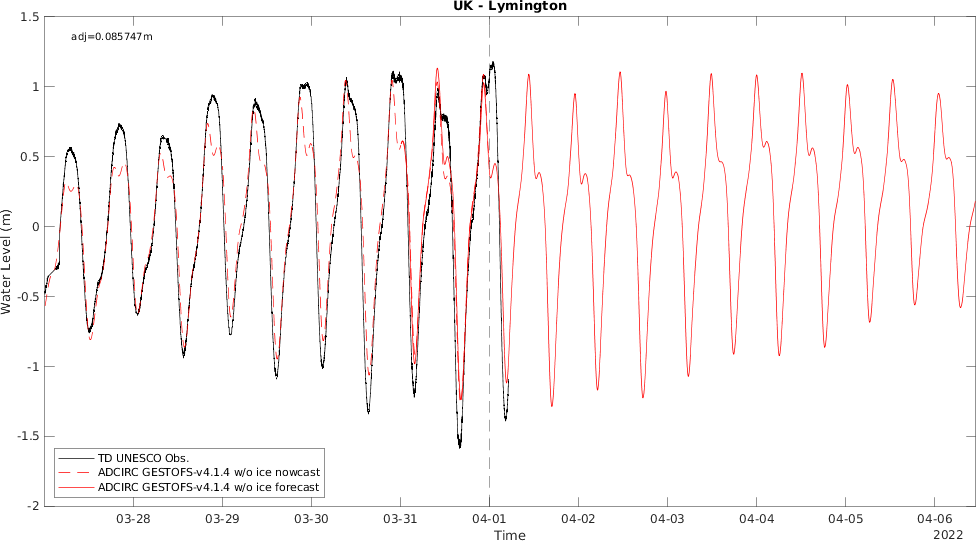 UK - Lymington
adj=0.085747m
1.5
1
0.5
0
-0.5
-1
-1.5
-2
Water Level (m)
TD UNESCO Obs.
ADCIRC GESTOFS-v4.1.4 w/o ice nowcast
ADCIRC GESTOFS-v4.1.4 w/o ice forecast
03-28 03-29 03-30 03-31 04-01 04-02 04-03 04-04 04-05 04-06
Time
2022